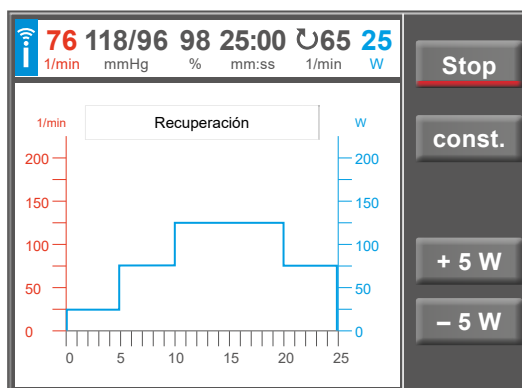 76 118/96 98 25:00 ↻65 25
1/min mmHg % mm:ss 1/min W
Stop
const.
+ 5 W
– 5 W
1/min Recuperación W
200 200
150 150
100 100
50 50
0 0
0 5 10 15 20 25